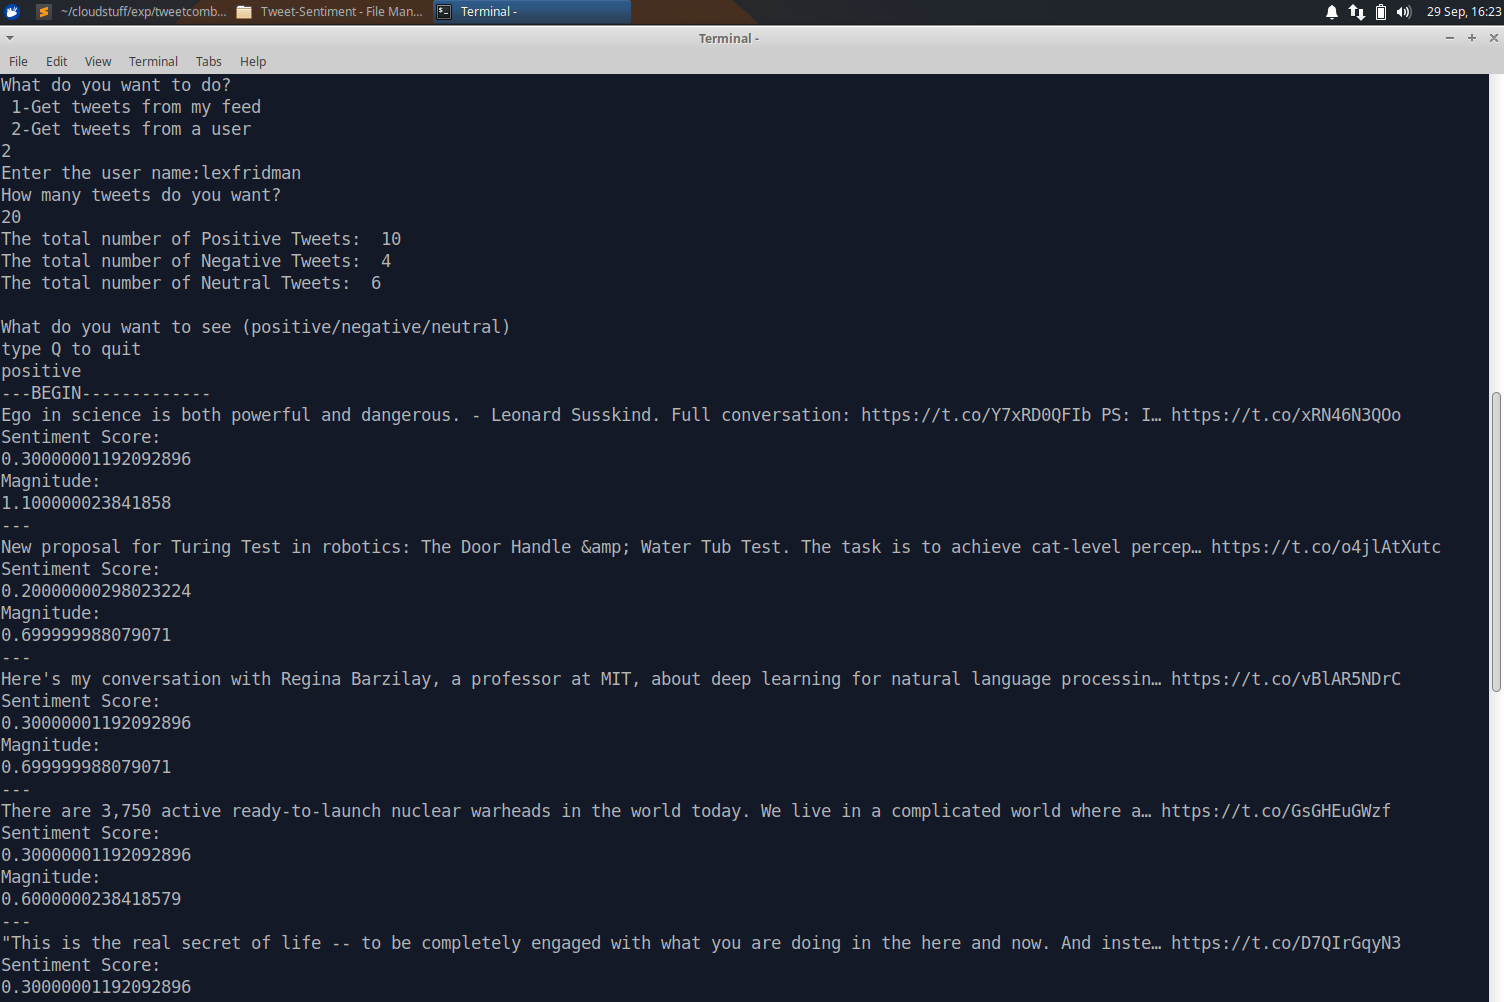 ~/cloudstuff/exp/tweetcomb...
Tweet-Sentiment - File Man...
Terminal -
29 Sep, 16:23
Terminal -
File Edit View Terminal Tabs Help
What do you want to do?
1-Get tweets from my feed
2-Get tweets from a user
2
Enter the user name:lexfridman
How many tweets do you want?
20
The total number of Positive Tweets:  10
The total number of Negative Tweets:  4
The total number of Neutral Tweets:  6
What do you want to see (positive/negative/neutral)
type Q to quit
positive
---BEGIN-------------
Ego in science is both powerful and dangerous. - Leonard Susskind. Full conversation: https://t.co/Y7xRD0QFIb PS: I… https://t.co/xRN46N3QOo
Sentiment Score:
0.30000001192092896
Magnitude:
1.100000023841858
---
New proposal for Turing Test in robotics: The Door Handle &amp; Water Tub Test. The task is to achieve cat-level percep… https://t.co/o4jlAtXutc
Sentiment Score:
0.20000000298023224
Magnitude:
0.699999988079071
---
Here's my conversation with Regina Barzilay, a professor at MIT, about deep learning for natural language processin… https://t.co/vBlAR5NDrC
Sentiment Score:
0.30000001192092896
Magnitude:
0.699999988079071
---
There are 3,750 active ready-to-launch nuclear warheads in the world today. We live in a complicated world where a… https://t.co/GsGHEuGWzf
Sentiment Score:
0.30000001192092896
Magnitude:
0.6000000238418579
---
"This is the real secret of life -- to be completely engaged with what you are doing in the here and now. And inste… https://t.co/D7QIrGqyN3
Sentiment Score:
0.30000001192092896